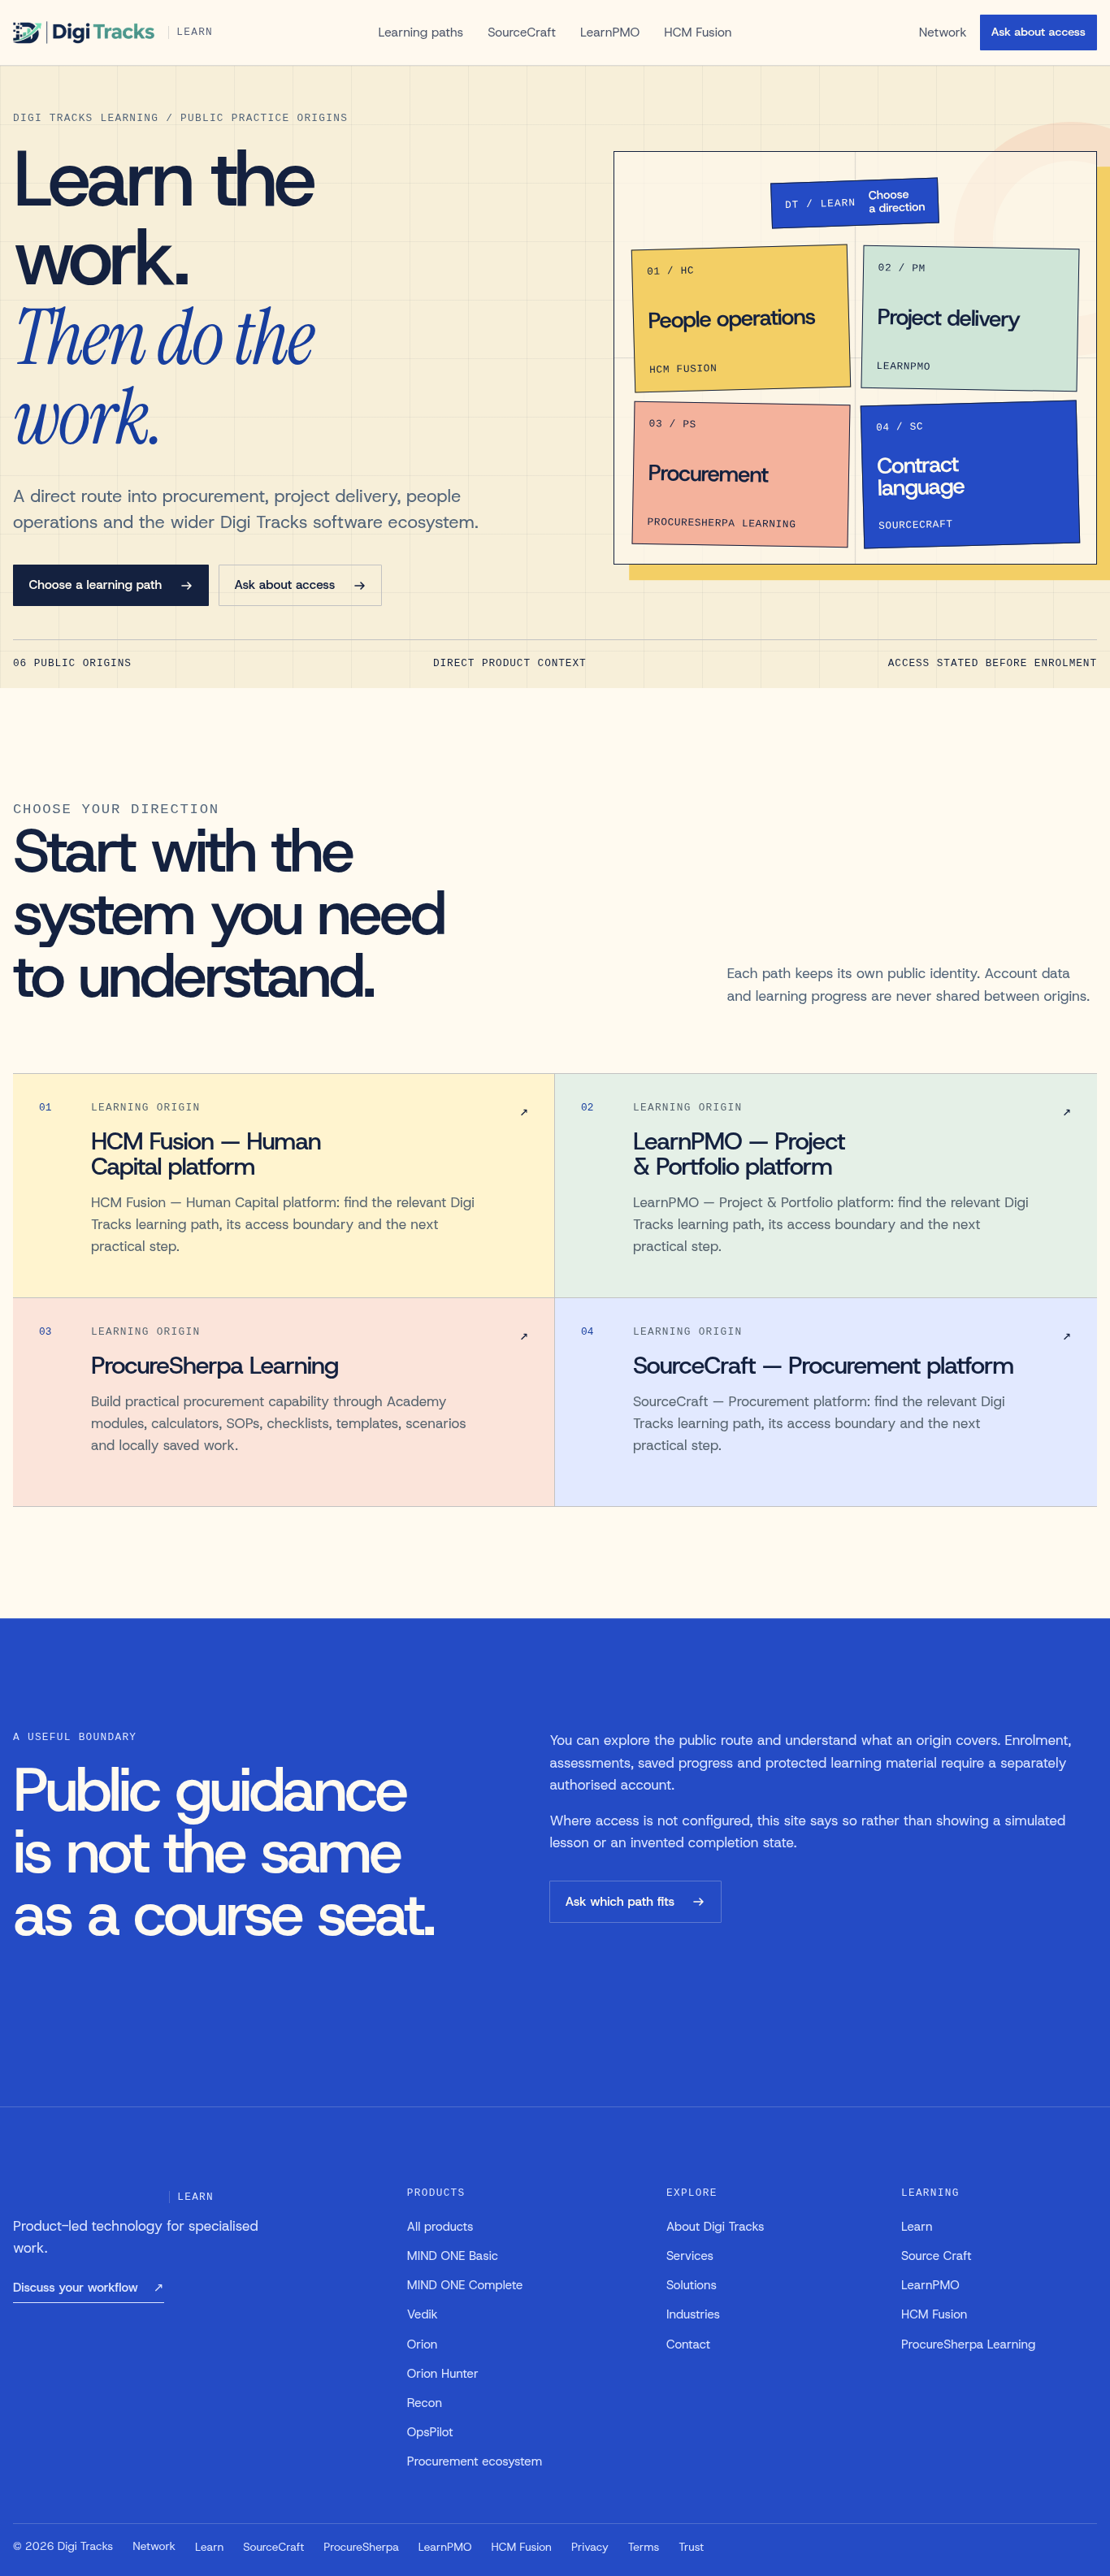 Digi Tracks
LEARN
Learning paths
SourceCraft
LearnPMO
HCM Fusion
Network
Ask about access
DIGI TRACKS LEARNING / PUBLIC PRACTICE ORIGINS
Learn the
work.
Then do the
work.
A direct route into procurement, project delivery, people
operations and the wider Digi Tracks software ecosystem.
Choose a learning path →
Ask about access →
DT / LEARN
Choose
a direction
01 / HC
People operations
HCM FUSION
02 / PM
Project delivery
LEARNPMO
03 / PS
Procurement
PROCURESHERPA LEARNING
04 / SC
Contract
language
SOURCECRAFT
06 PUBLIC ORIGINS
DIRECT PRODUCT CONTEXT
ACCESS STATED BEFORE ENROLMENT
CHOOSE YOUR DIRECTION
Start with the
system you need
to understand.
Each path keeps its own public identity. Account data
and learning progress are never shared between origins.
01
LEARNING ORIGIN
↗
HCM Fusion — Human
Capital platform
HCM Fusion — Human Capital platform: find the relevant Digi
Tracks learning path, its access boundary and the next
practical step.
02
LEARNING ORIGIN
↗
LearnPMO — Project
& Portfolio platform
LearnPMO — Project & Portfolio platform: find the relevant Digi
Tracks learning path, its access boundary and the next
practical step.
03
LEARNING ORIGIN
↗
ProcureSherpa Learning
Build practical procurement capability through Academy
modules, calculators, SOPs, checklists, templates, scenarios
and locally saved work.
04
LEARNING ORIGIN
↗
SourceCraft — Procurement platform
SourceCraft — Procurement platform: find the relevant Digi
Tracks learning path, its access boundary and the next
practical step.
A USEFUL BOUNDARY
Public guidance
is not the same
as a course seat.
You can explore the public route and understand what an origin covers. Enrolment,
assessments, saved progress and protected learning material require a separately
authorised account.
Where access is not configured, this site says so rather than showing a simulated
lesson or an invented completion state.
Ask which path fits →
LEARN
Product-led technology for specialised
work.
Discuss your workflow ↗
PRODUCTS
All products
MIND ONE Basic
MIND ONE Complete
Vedik
Orion
Orion Hunter
Recon
OpsPilot
Procurement ecosystem
EXPLORE
About Digi Tracks
Services
Solutions
Industries
Contact
LEARNING
Learn
Source Craft
LearnPMO
HCM Fusion
ProcureSherpa Learning
© 2026 Digi Tracks
Network
Learn
SourceCraft
ProcureSherpa
LearnPMO
HCM Fusion
Privacy
Terms
Trust